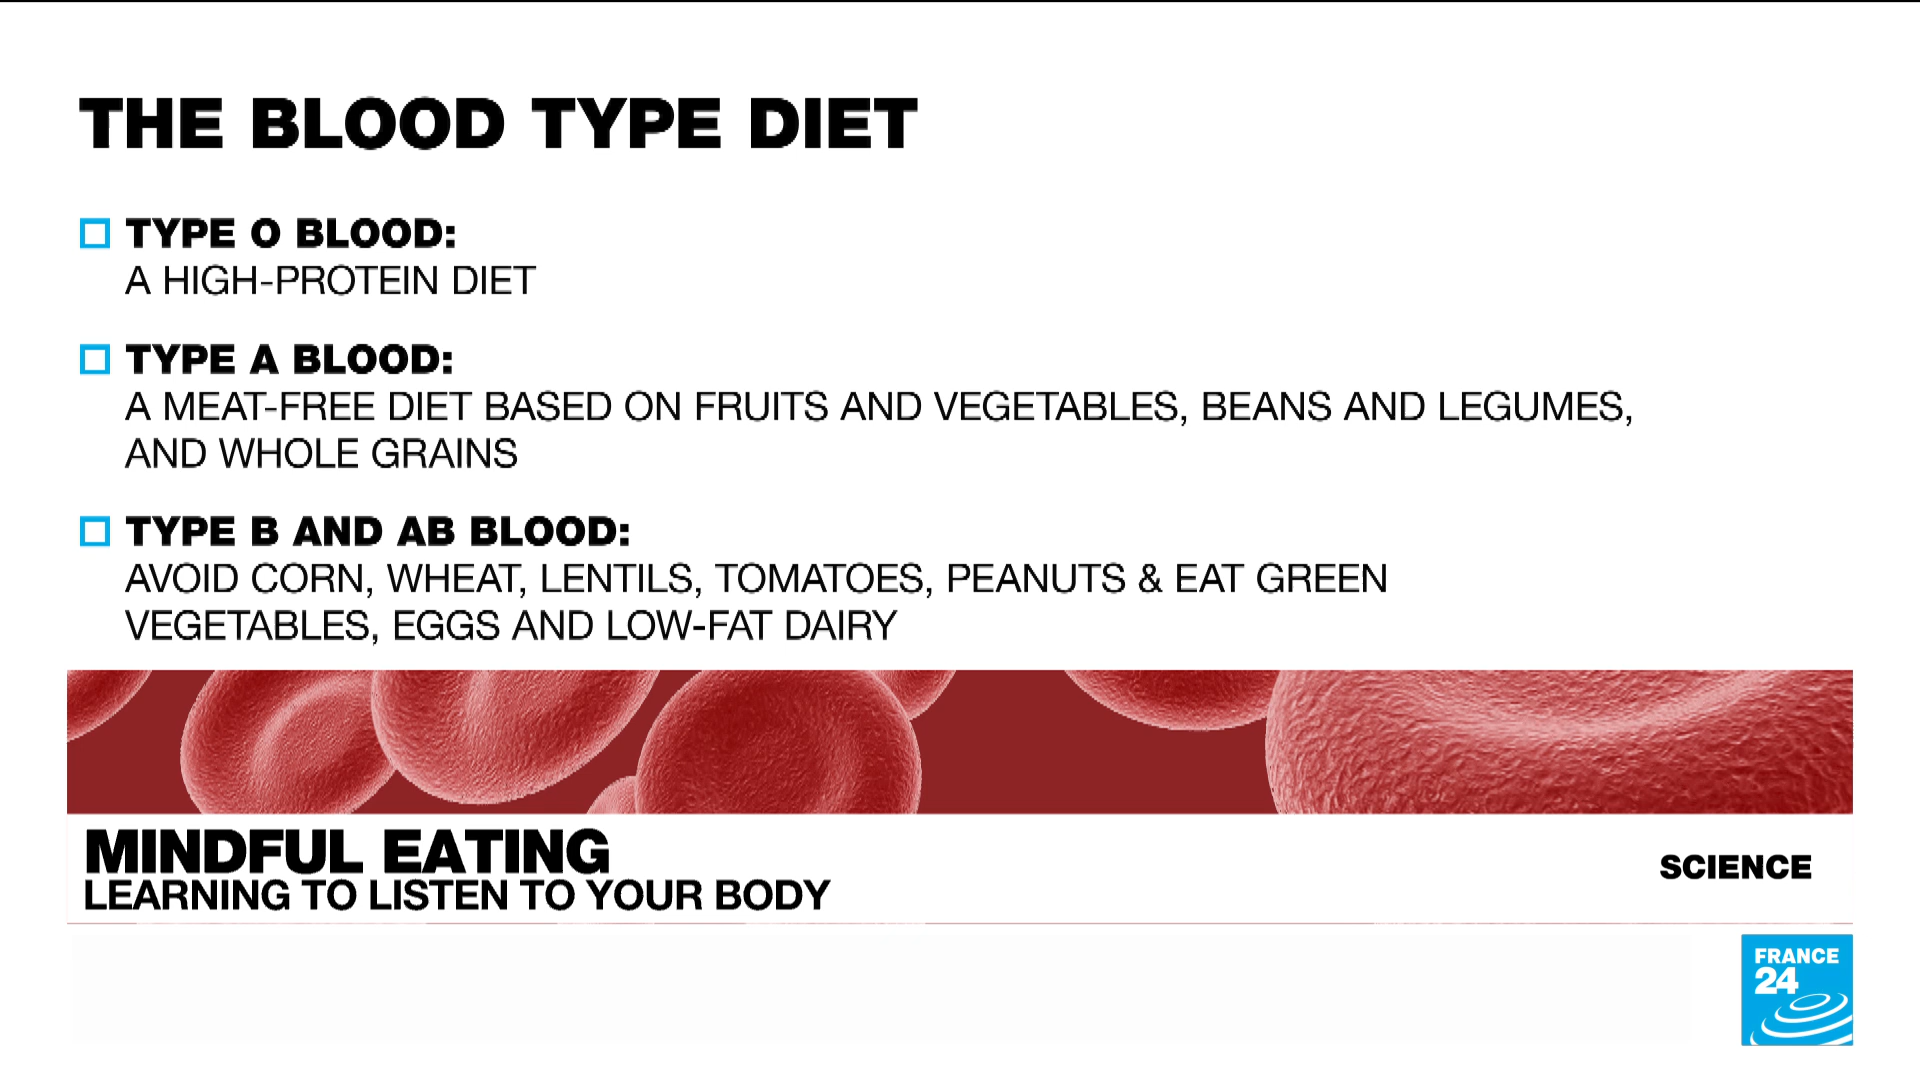 THE BLOOD TYPE DIET
TYPE O BLOOD:
A HIGH-PROTEIN DIET
TYPE A BLOOD:
A MEAT-FREE DIET BASED ON FRUITS AND VEGETABLES, BEANS AND LEGUMES,
AND WHOLE GRAINS
TYPE B AND AB BLOOD:
AVOID CORN, WHEAT, LENTILS, TOMATOES, PEANUTS & EAT GREEN
VEGETABLES, EGGS AND LOW-FAT DAIRY
MINDFUL EATING
LEARNING TO LISTEN TO YOUR BODY
SCIENCE
FRANCE
24